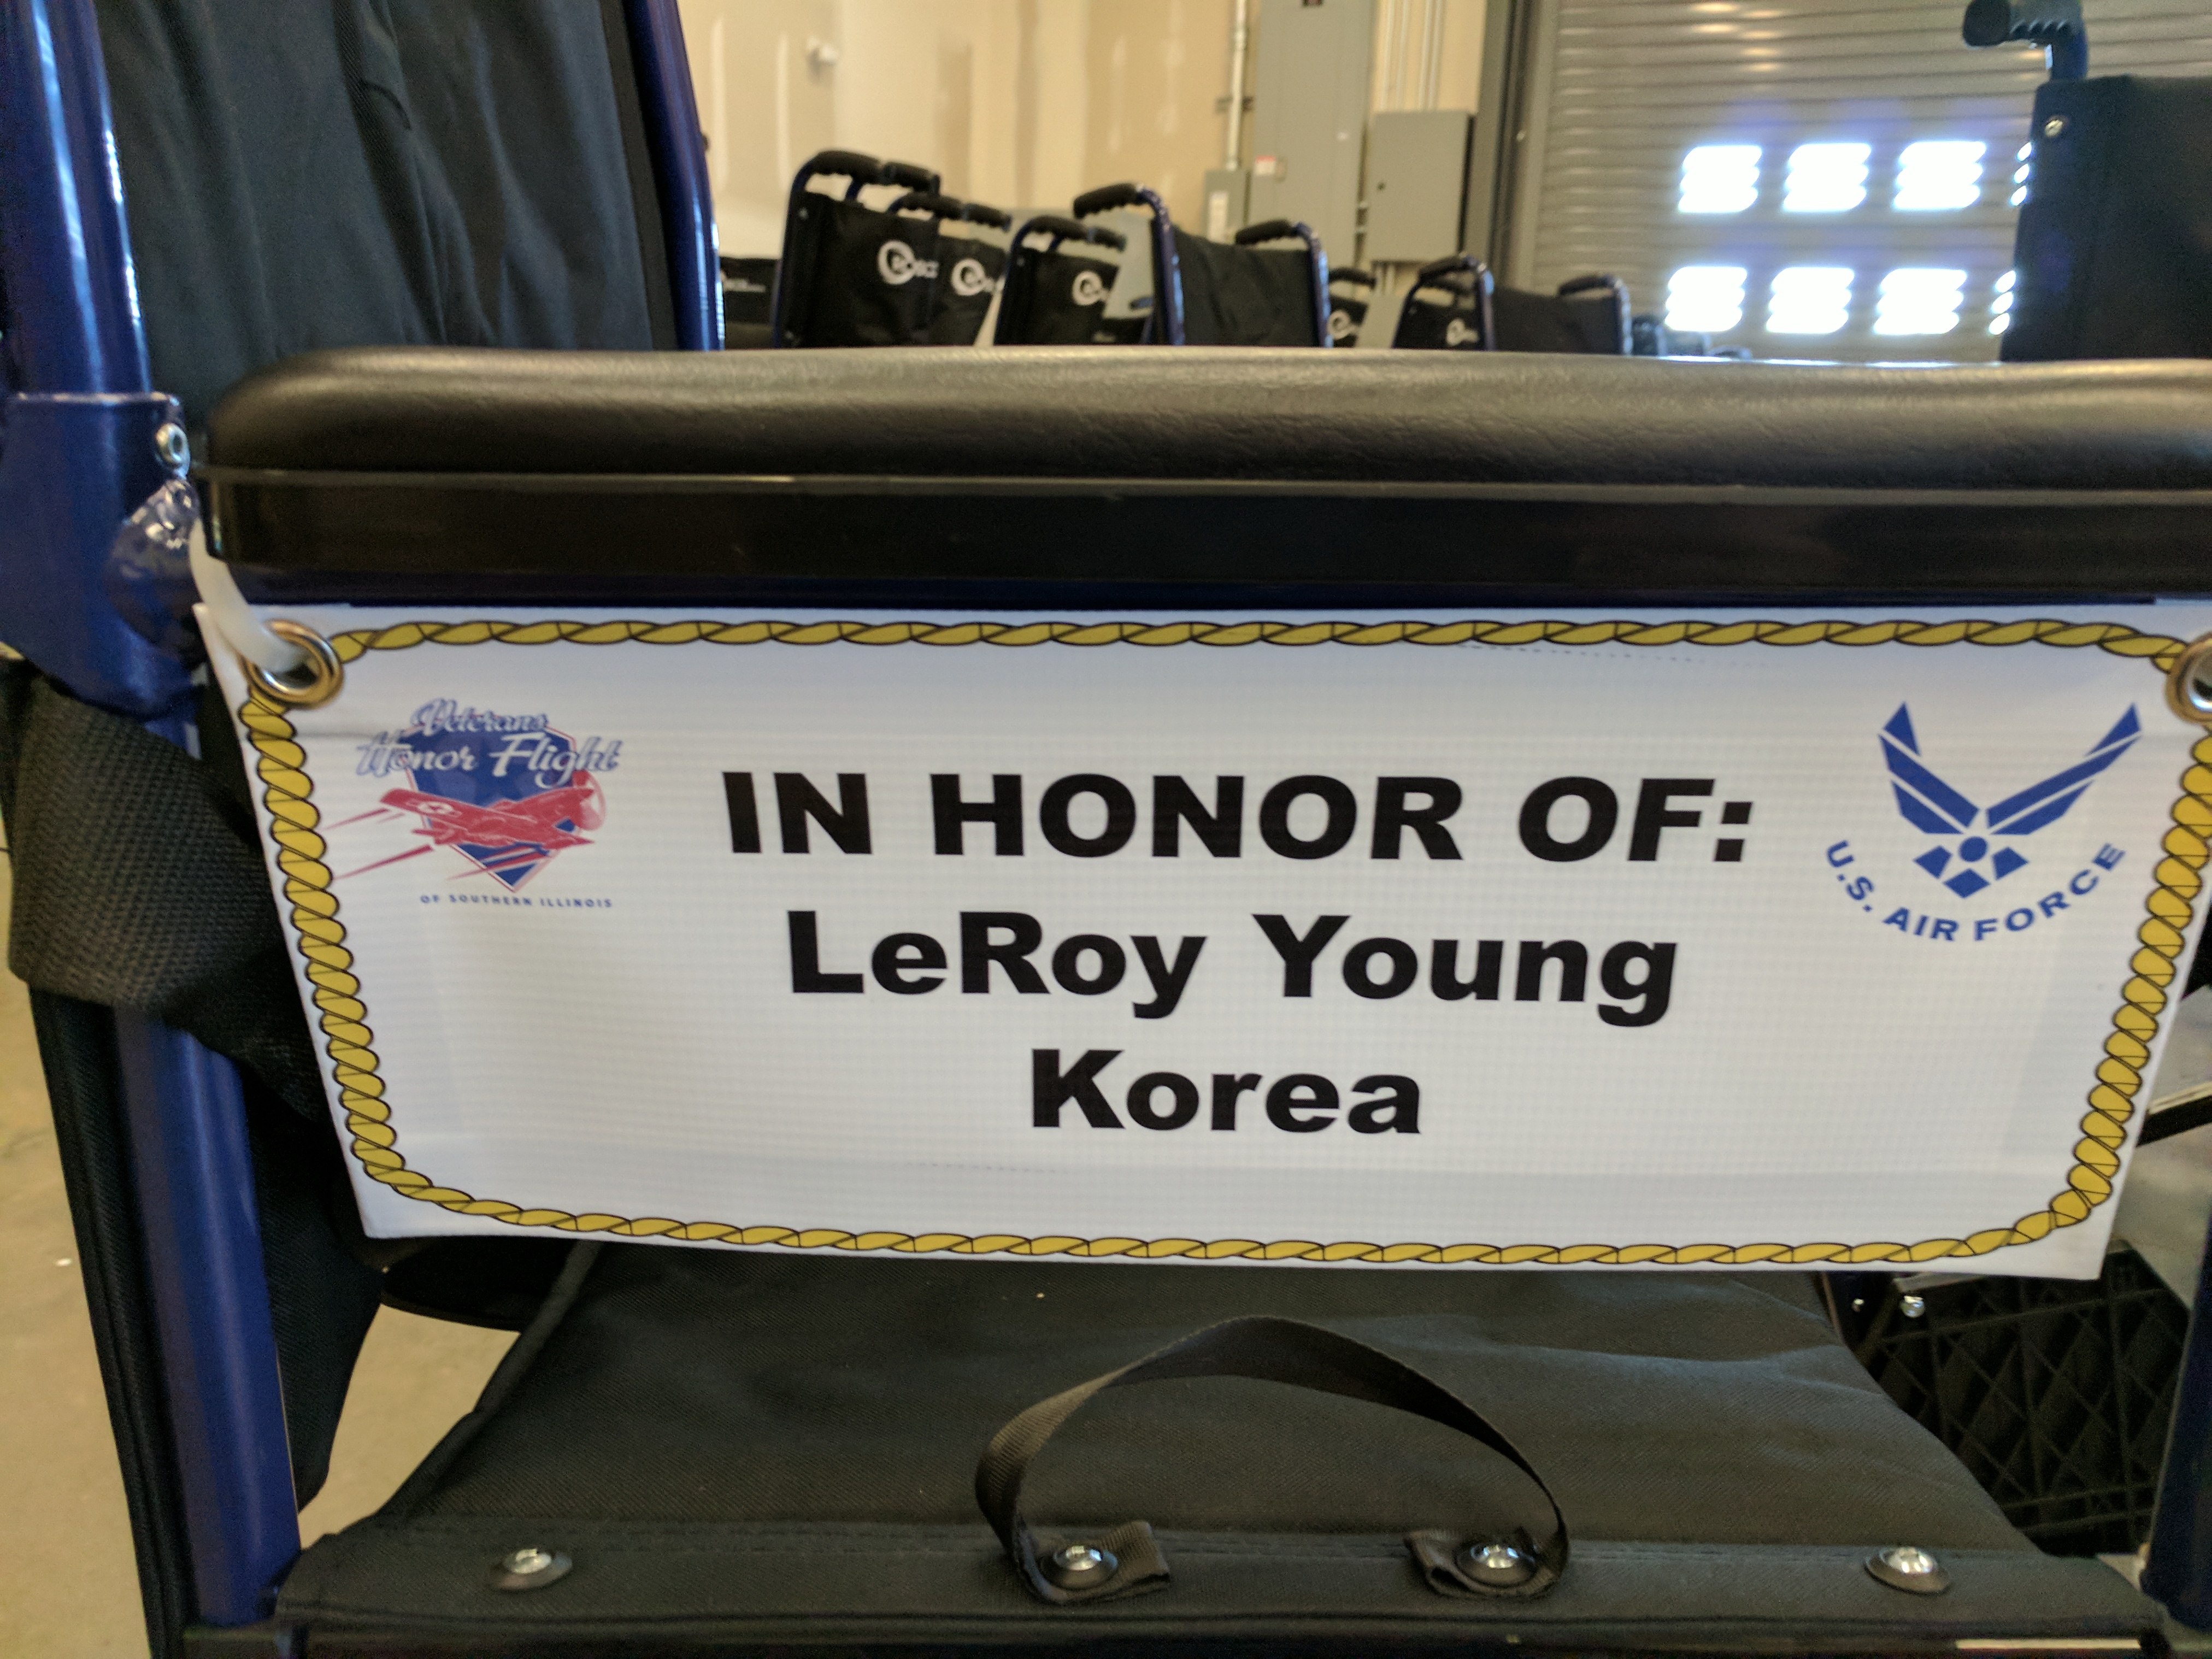 Veterans
Honor Flight
OF SOUTHERN ILLINOIS
IN HONOR OF:
LeRoy Young
Korea
U.S. AIR FORCE